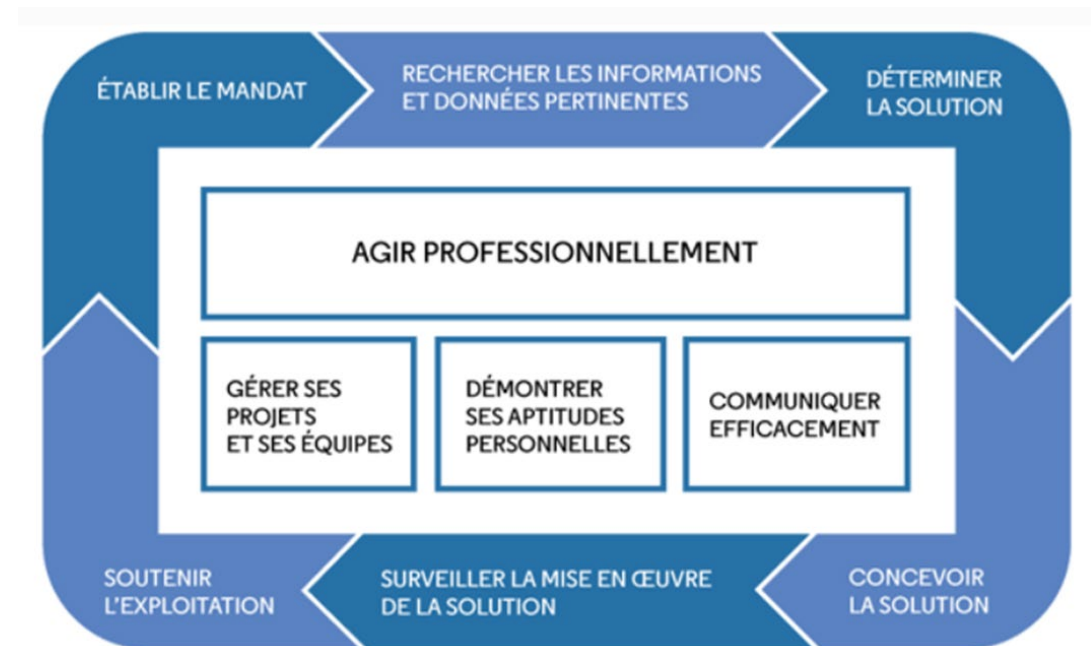 ÉTABLIR LE MANDAT
RECHERCHER LES INFORMATIONS
ET DONNÉES PERTINENTES
DÉTERMINER
LA SOLUTION
AGIR PROFESSIONNELLEMENT
GÉRER SES
PROJETS
ET SES ÉQUIPES
DÉMONTRER
SES APTITUDES
PERSONNELLES
COMMUNIQUER
EFFICACEMENT
SOUTENIR
L'EXPLOITATION
SURVEILLER LA MISE EN ŒUVRE
DE LA SOLUTION
CONCEVOIR
LA SOLUTION